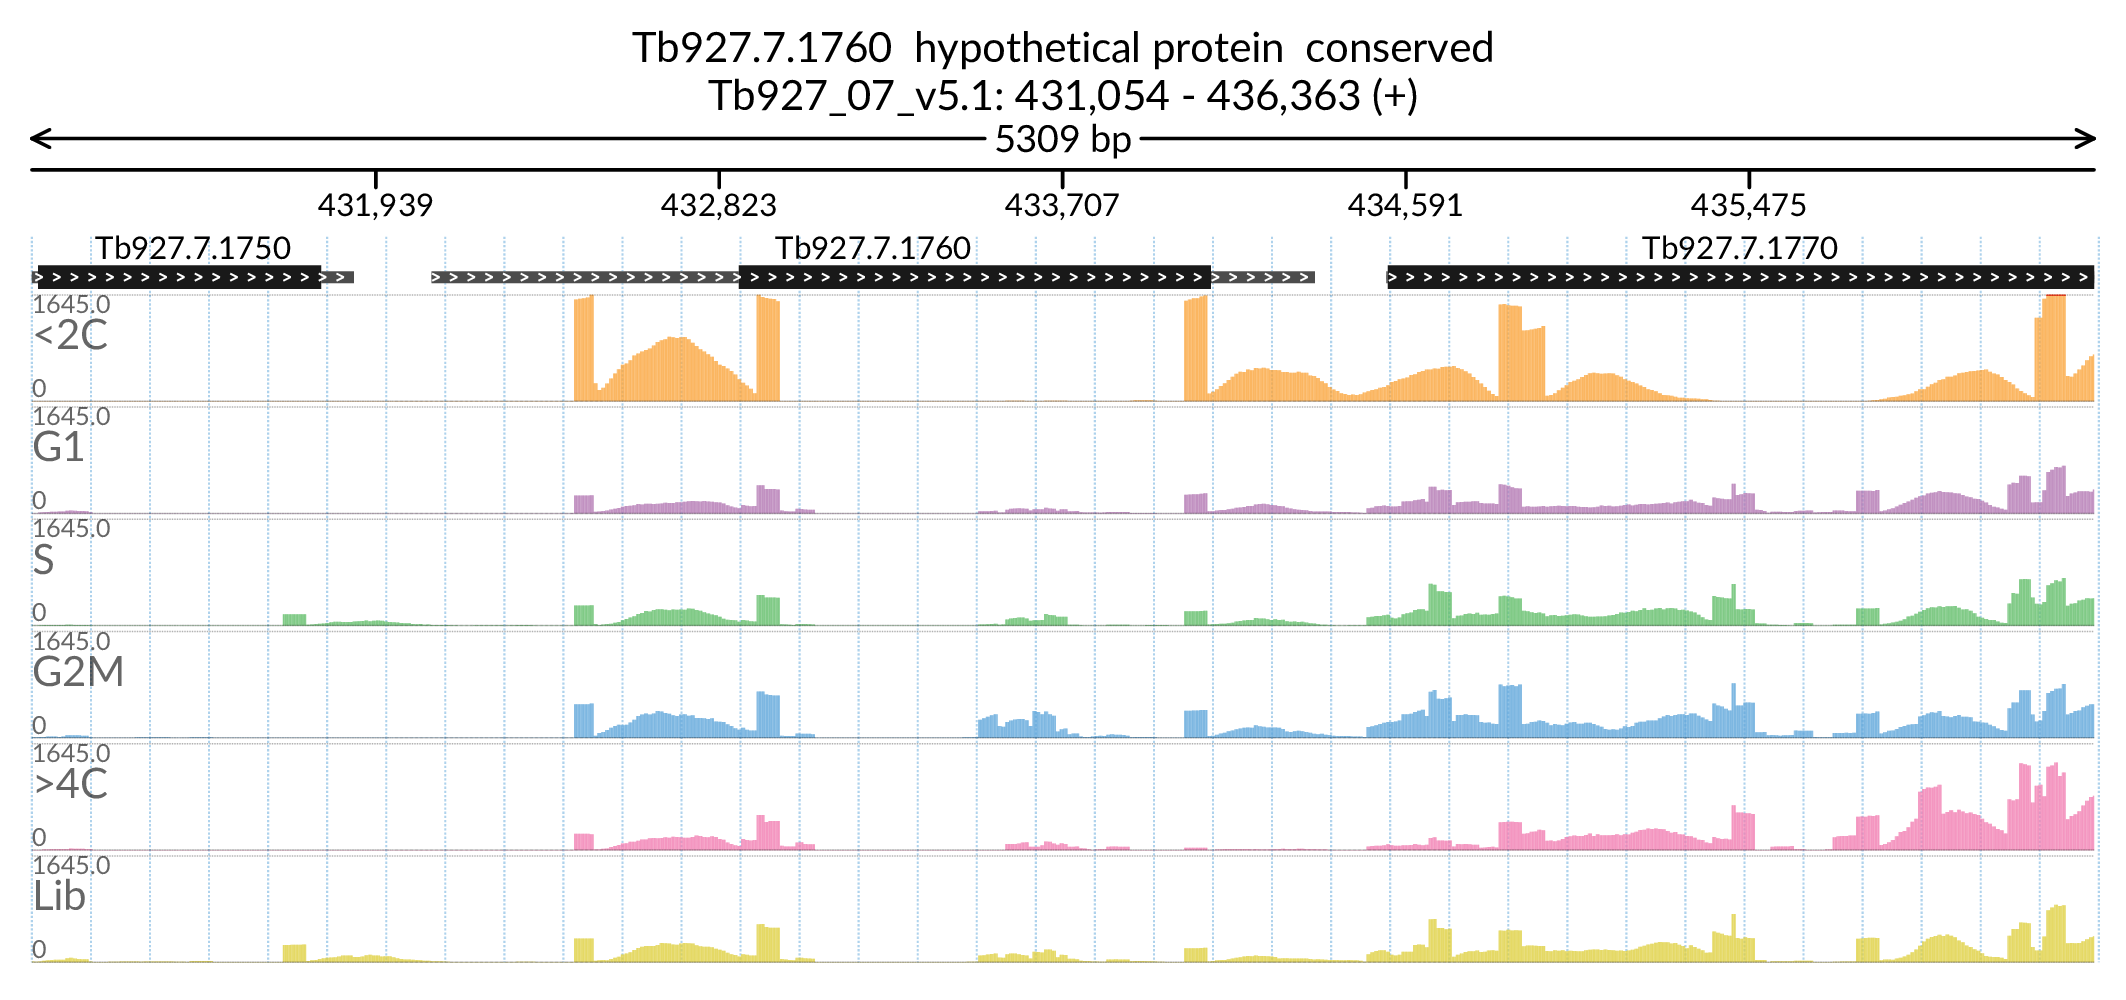 Tb927.7.1760 hypothetical protein conserved
Tb927_07_v5.1: 431,054 - 436,363 (+)
5309 bp
431,939 432,823 433,707 434,591 435,475
Tb927.7.1750 Tb927.7.1760 Tb927.7.1770
1645.0
<2C
0
1645.0
G1
0
1645.0
S
0
1645.0
G2M
0
1645.0
>4C
0
1645.0
Lib
0